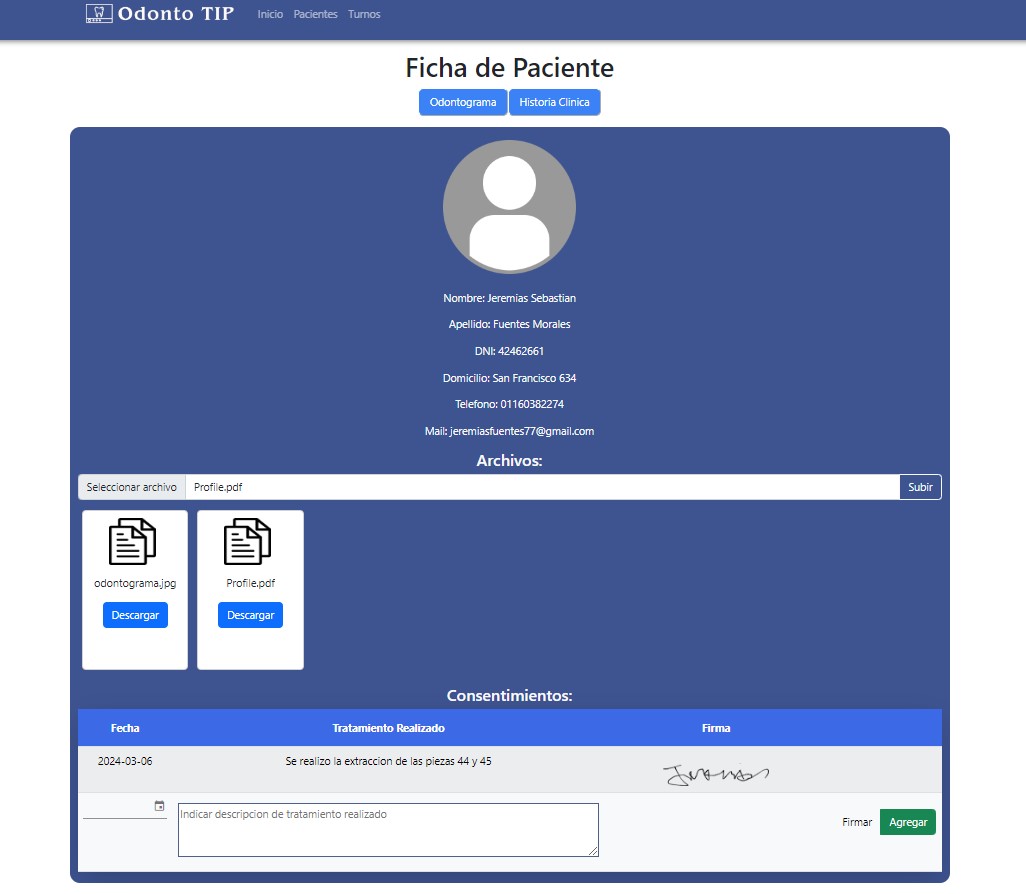 Odonto TIP Inicio Pacientes Turnos
Ficha de Paciente
Odontograma Historia Clinica
Nombre: Jeremias Sebastian
Apellido: Fuentes Morales
DNI: 42462661
Domicilio: San Francisco 634
Telefono: 01160382274
Mail: jeremiasfuentes77@gmail.com
Archivos:
Seleccionar archivo Profile.pdf Subir
odontograma.jpg Profile.pdf
Descargar Descargar
Consentimientos:
Fecha Tratamiento Realizado Firma
2024-03-06 Se realizo la extraccion de las piezas 44 y 45
Indicar descripcion de tratamiento realizado
Firmar Agregar